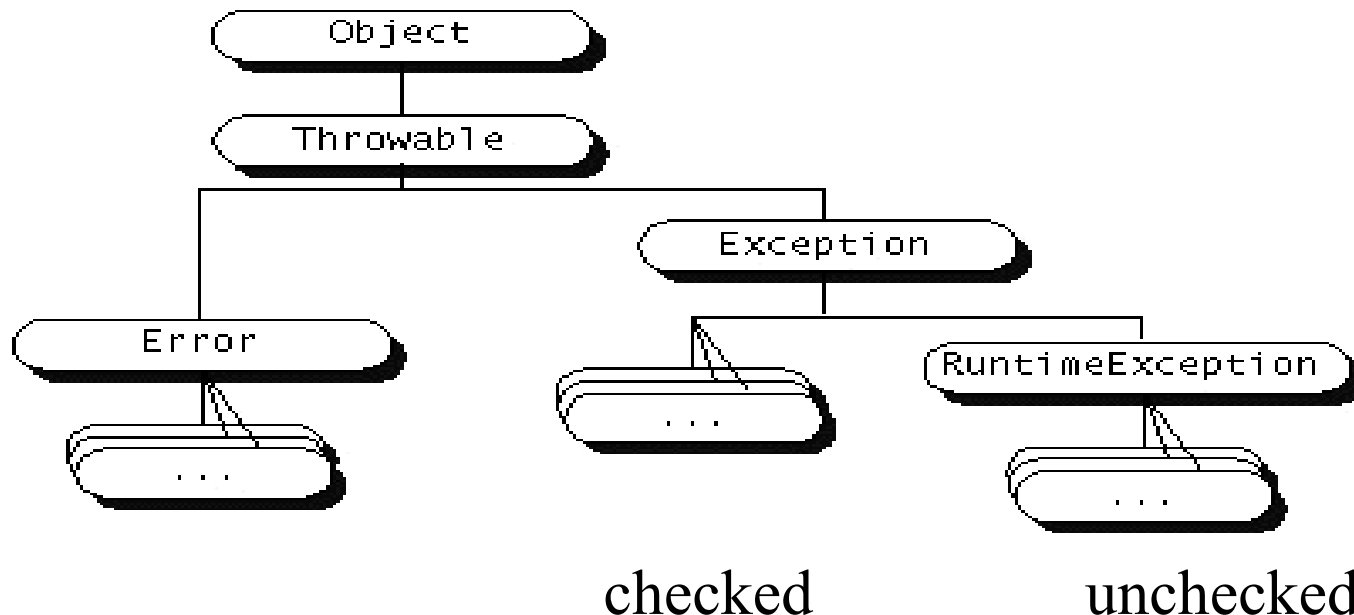 Object
Throwable
Exception
Error
RuntimeException
...
...
...
checked
unchecked